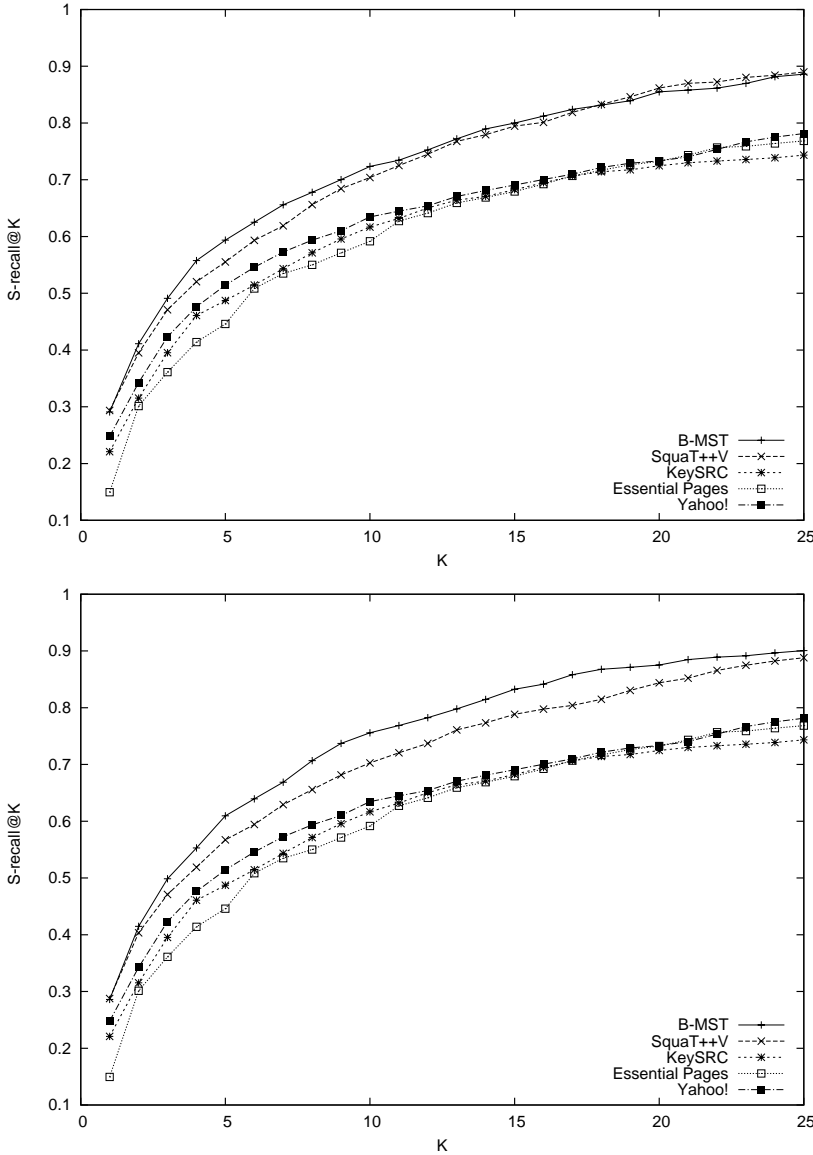 1
0.9
0.8
0.7
0.6
0.5
0.4
0.3
0.2
0.1
S-recall@K
0 5 10 15 20 25
K
B-MST
SquaT++V
KeySRC
Essential Pages
Yahoo!
1
0.9
0.8
0.7
0.6
0.5
0.4
0.3
0.2
0.1
S-recall@K
0 5 10 15 20 25
K
B-MST
SquaT++V
KeySRC
Essential Pages
Yahoo!